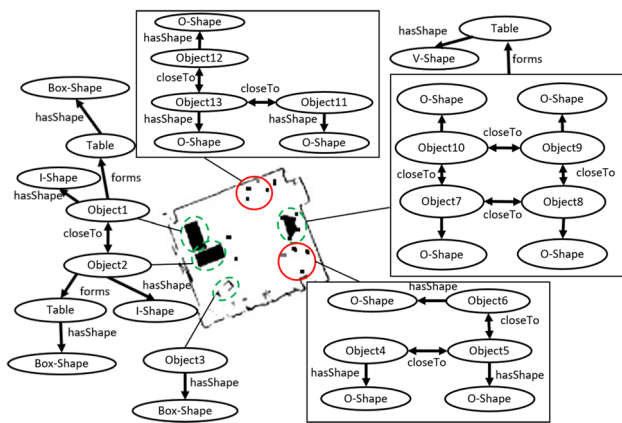 O-Shape
hasShape
Object12
closeTo
Object13
closeTo
Object11
hasShape
hasShape
O-Shape
O-Shape
hasShape
Table
V-Shape
forms
O-Shape
O-Shape
Object10
closeTo
Object9
closeTo
closeTo
Object7
closeTo
Object8
O-Shape
O-Shape
Box-Shape
hasShape
Table
I-Shape
forms
hasShape
Object1
closeTo
Object2
forms
hasShape
Table
I-Shape
hasShape
Box-Shape
Object3
hasShape
Box-Shape
hasShape
O-Shape
Object6
closeTo
Object4
closeTo
Object5
hasShape
hasShape
O-Shape
O-Shape